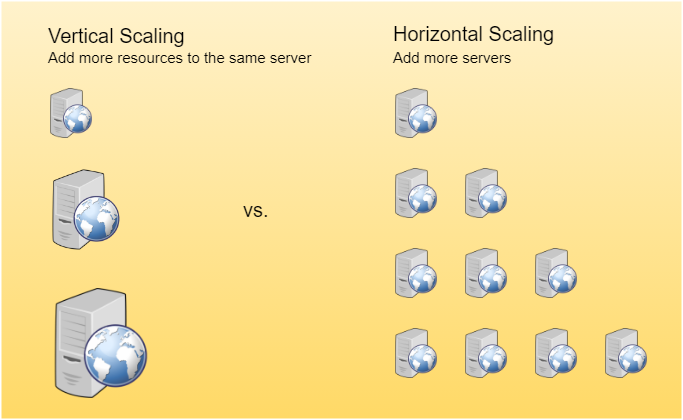 Vertical Scaling
Add more resources to the same server
vs.
Horizontal Scaling
Add more servers